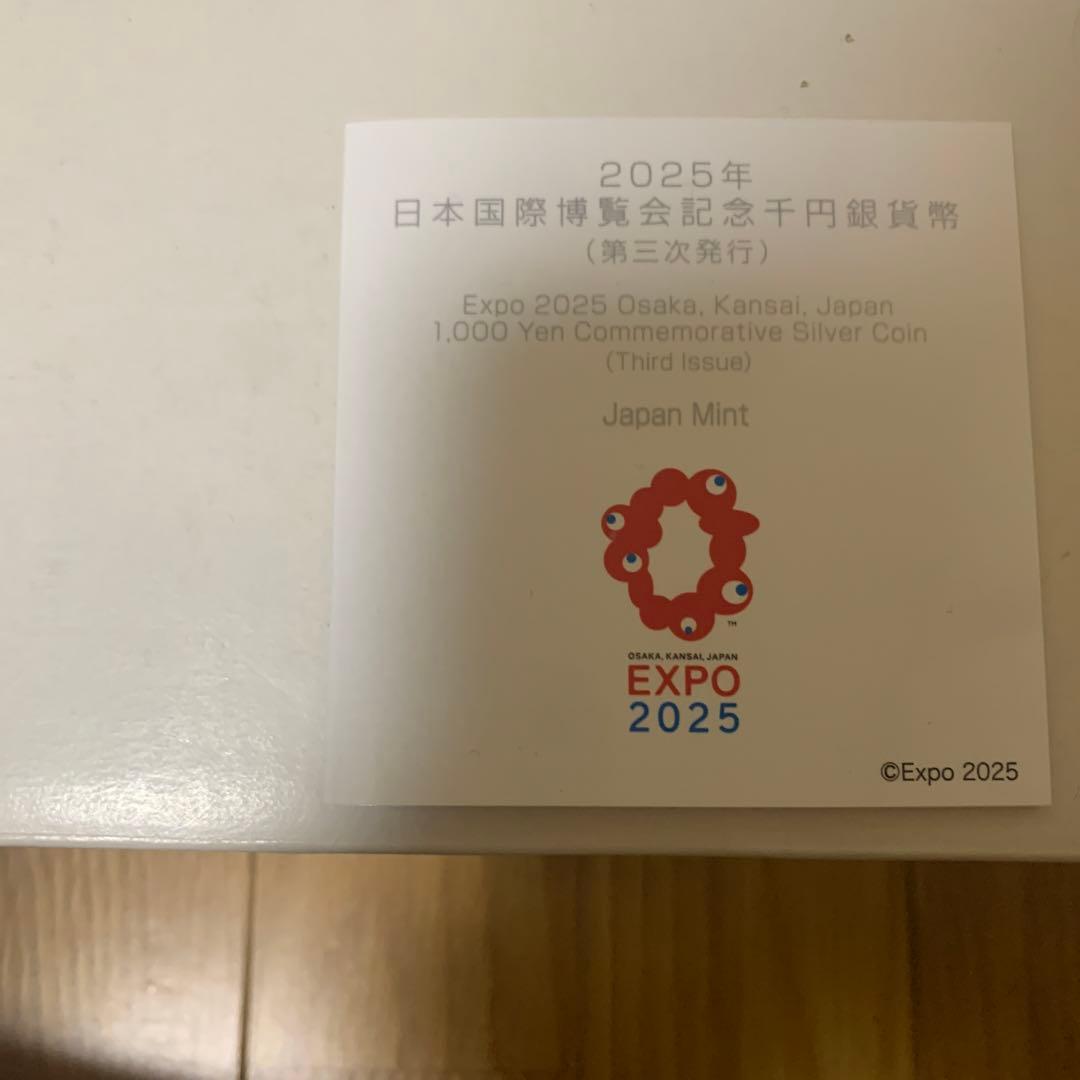 2025年
日本国際博覧会記念千円銀貨幣
(第三次発行)
Expo 2025 Osaka, Kansai, Japan
1,000 Yen Commemorative Silver Coin
(Third Issue)
Japan Mint
TM
OSAKA, KANSAI, JAPAN
EXPO
2025
©Expo 2025